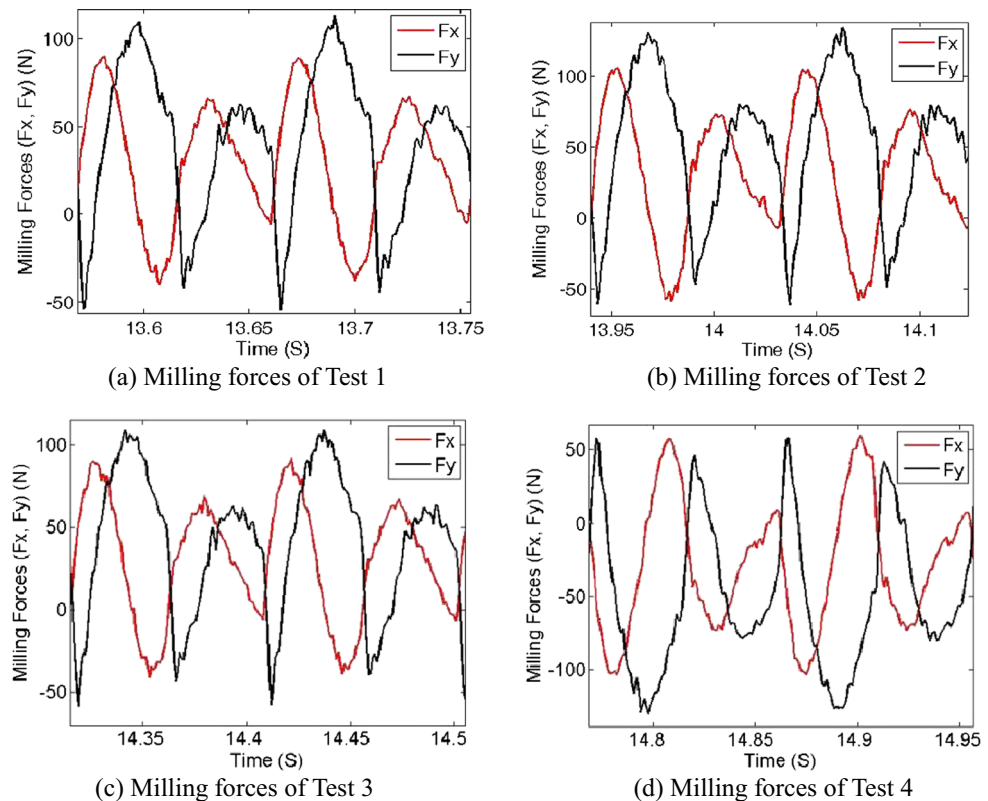 Milling Forces (Fx, Fy) (N)
100
50
0
-50
Fx
Fy
13.6
13.65
13.7
13.75
Time (S)
(a) Milling forces of Test 1
Milling Forces (Fx, Fy) (N)
100
50
0
-50
Fx
Fy
13.95
14
14.05
14.1
Time (S)
(b) Milling forces of Test 2
Milling Forces (Fx, Fy) (N)
100
50
0
-50
Fx
Fy
14.35
14.4
14.45
14.5
Time (S)
(c) Milling forces of Test 3
Milling Forces (Fx, Fy) (N)
50
0
-50
-100
Fx
Fy
14.8
14.85
14.9
14.95
Time (S)
(d) Milling forces of Test 4